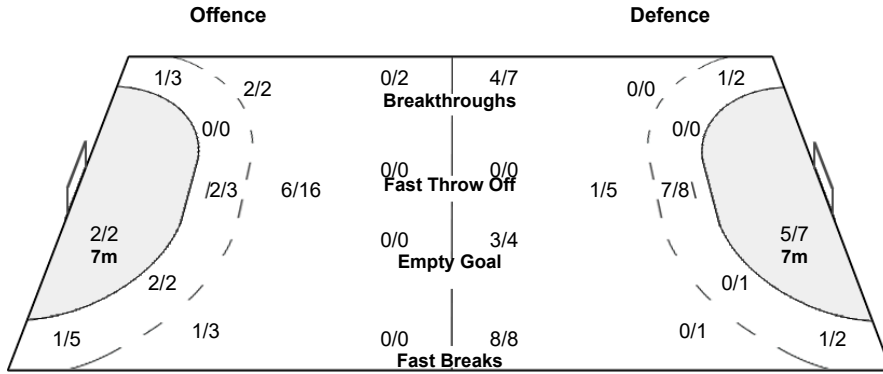 Offence Defence
1/3 2/2 0/2 4/7 0/0 1/2
Breakthroughs
0/0 0/0
0/0 0/0
Fast Throw Off
2/3 6/16 1/5 7/8
2/2 0/0 3/4 5/7
7m Empty Goal 7m
2/2 0/1
1/5 1/3 0/0 8/8 0/1 1/2
Fast Breaks